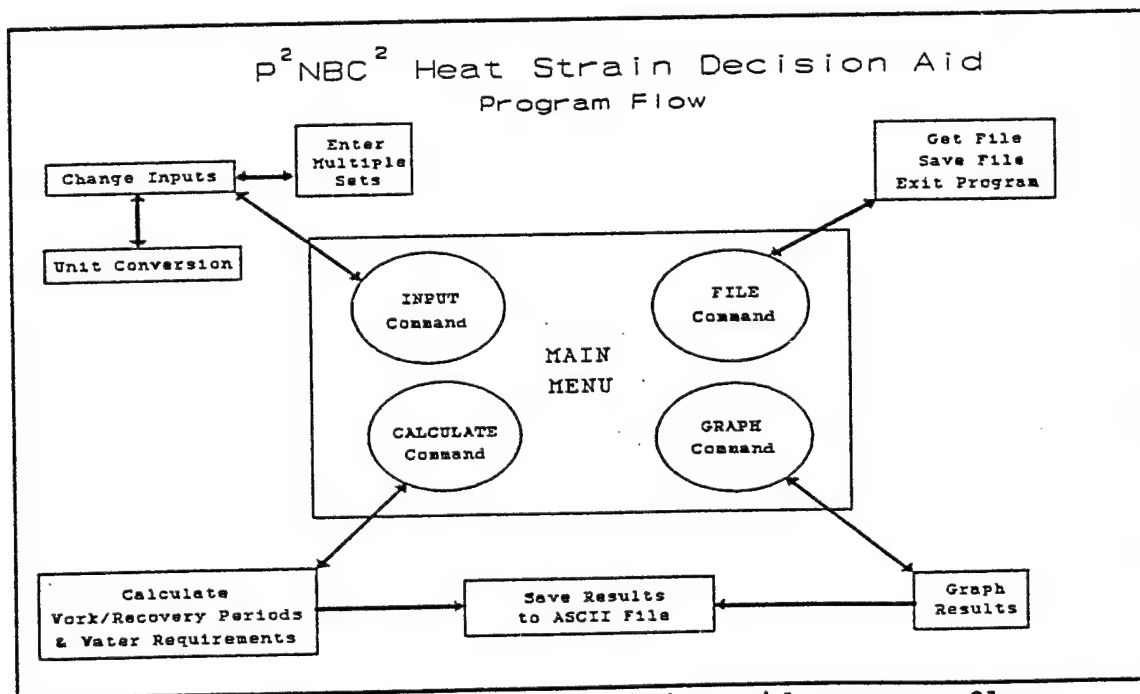 P²NBC² Heat Strain Decision Aid
Program Flow
Enter
Multiple
Sets
Get File
Save File
Exit Program
Change Inputs
Unit Conversion
INPUT
Command
FILE
Command
MAIN
MENU
CALCULATE
Command
GRAPH
Command
Calculate
Work/Recovery Periods
& Water Requirements
Save Results
to ASCII File
Graph
Results